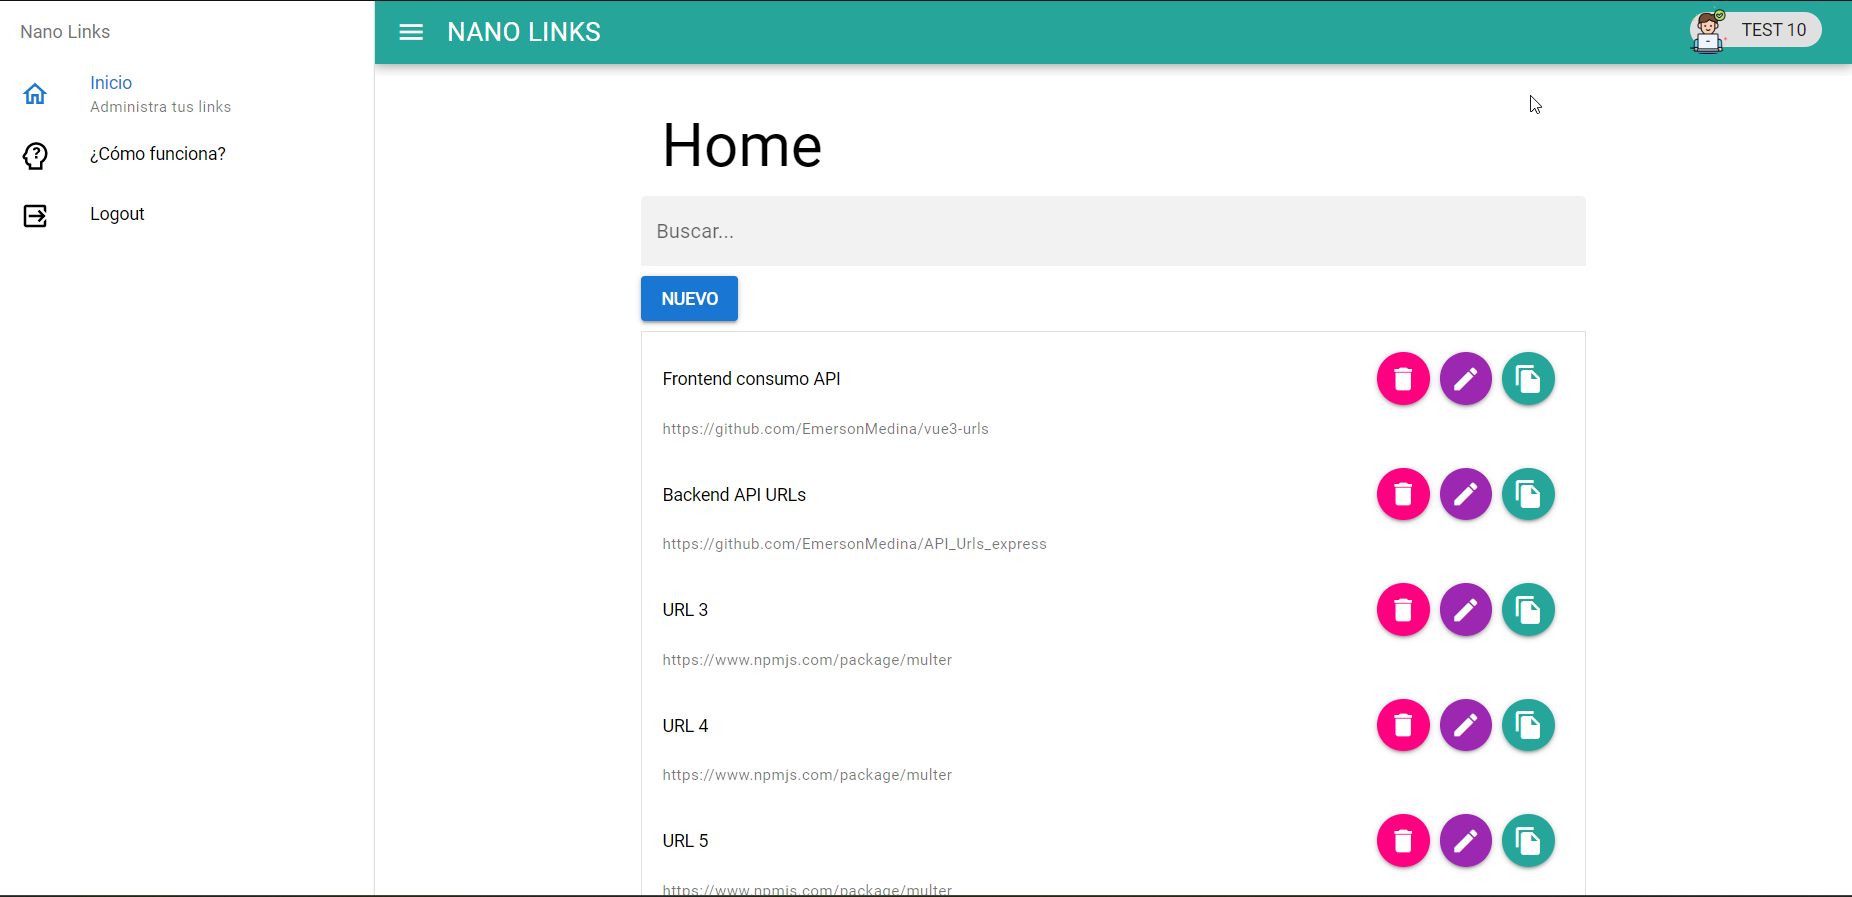 Nano Links
Inicio
Administra tus links
¿Cómo funciona?
Logout
NANO LINKS
TEST 10
Home
Buscar...
NUEVO
Frontend consumo API
https://github.com/EmersonMedina/vue3-urls
Backend API URLs
https://github.com/EmersonMedina/API_Urls_express
URL 3
https://www.npmjs.com/package/multer
URL 4
https://www.npmjs.com/package/multer
URL 5
https://www.npmjs.com/package/multer